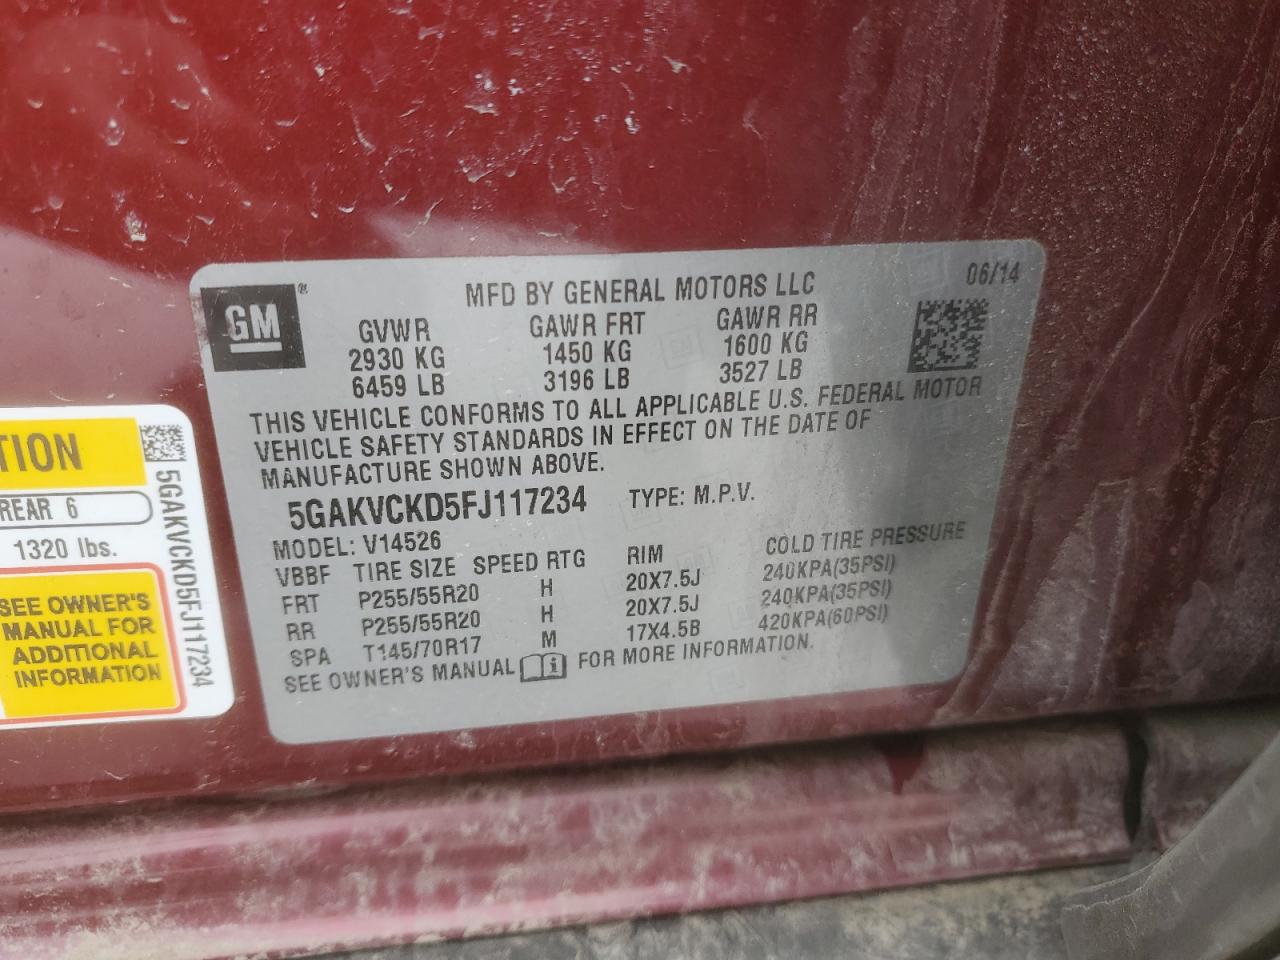 GM ®
MFD BY GENERAL MOTORS LLC
06/14
GVWR GAWR FRT GAWR RR
2930 KG 1450 KG 1600 KG
6459 LB 3196 LB 3527 LB
THIS VEHICLE CONFORMS TO ALL APPLICABLE U.S. FEDERAL MOTOR
VEHICLE SAFETY STANDARDS IN EFFECT ON THE DATE OF
MANUFACTURE SHOWN ABOVE.
5GAKVCKD5FJ117234 TYPE: M.P.V.
MODEL: V14526
VBBF TIRE SIZE SPEED RTG RIM COLD TIRE PRESSURE
FRT P255/55R20 H 20X7.5J 240KPA(35PSI)
RR P255/55R20 H 20X7.5J 240KPA(35PSI)
SPA T145/70R17 M 17X4.5B 420KPA(60PSI)
SEE OWNER'S MANUAL FOR MORE INFORMATION.
TION
REAR 6
1320 lbs.
SEE OWNER'S
MANUAL FOR
ADDITIONAL
INFORMATION
5GAKVCKD5FJ117234